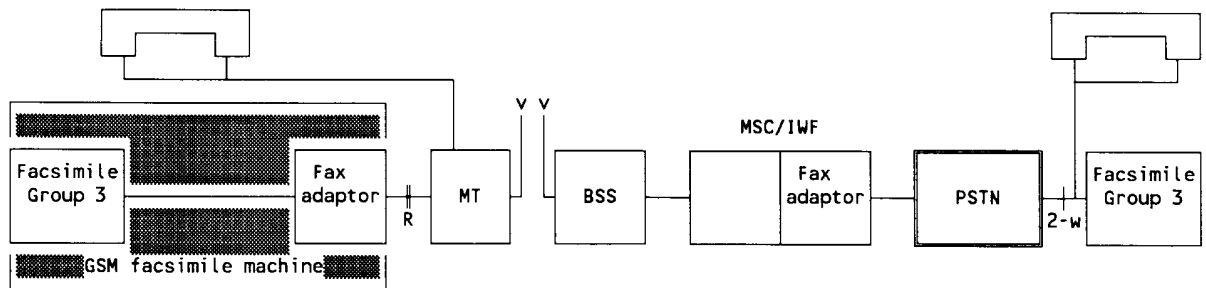 V V
MSC/IWF
Facsimile
Group 3
Fax
adaptor
R
MT
BSS
Fax
adaptor
PSTN
2-w
Facsimile
Group 3
GSM facsimile machine